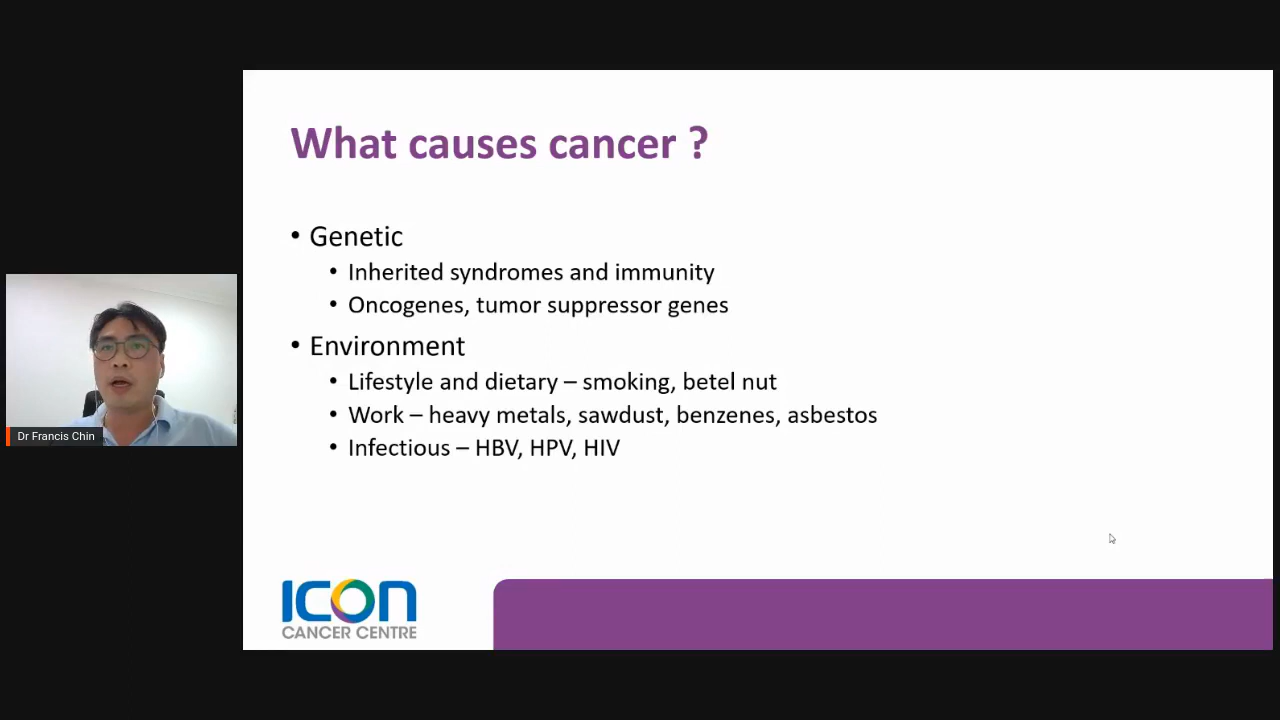 What causes cancer ?
• Genetic
• Inherited syndromes and immunity
• Oncogenes, tumor suppressor genes
• Environment
• Lifestyle and dietary – smoking, betel nut
• Work – heavy metals, sawdust, benzenes, asbestos
• Infectious – HBV, HPV, HIV
Dr Francis Chin
ICON
CANCER CENTRE